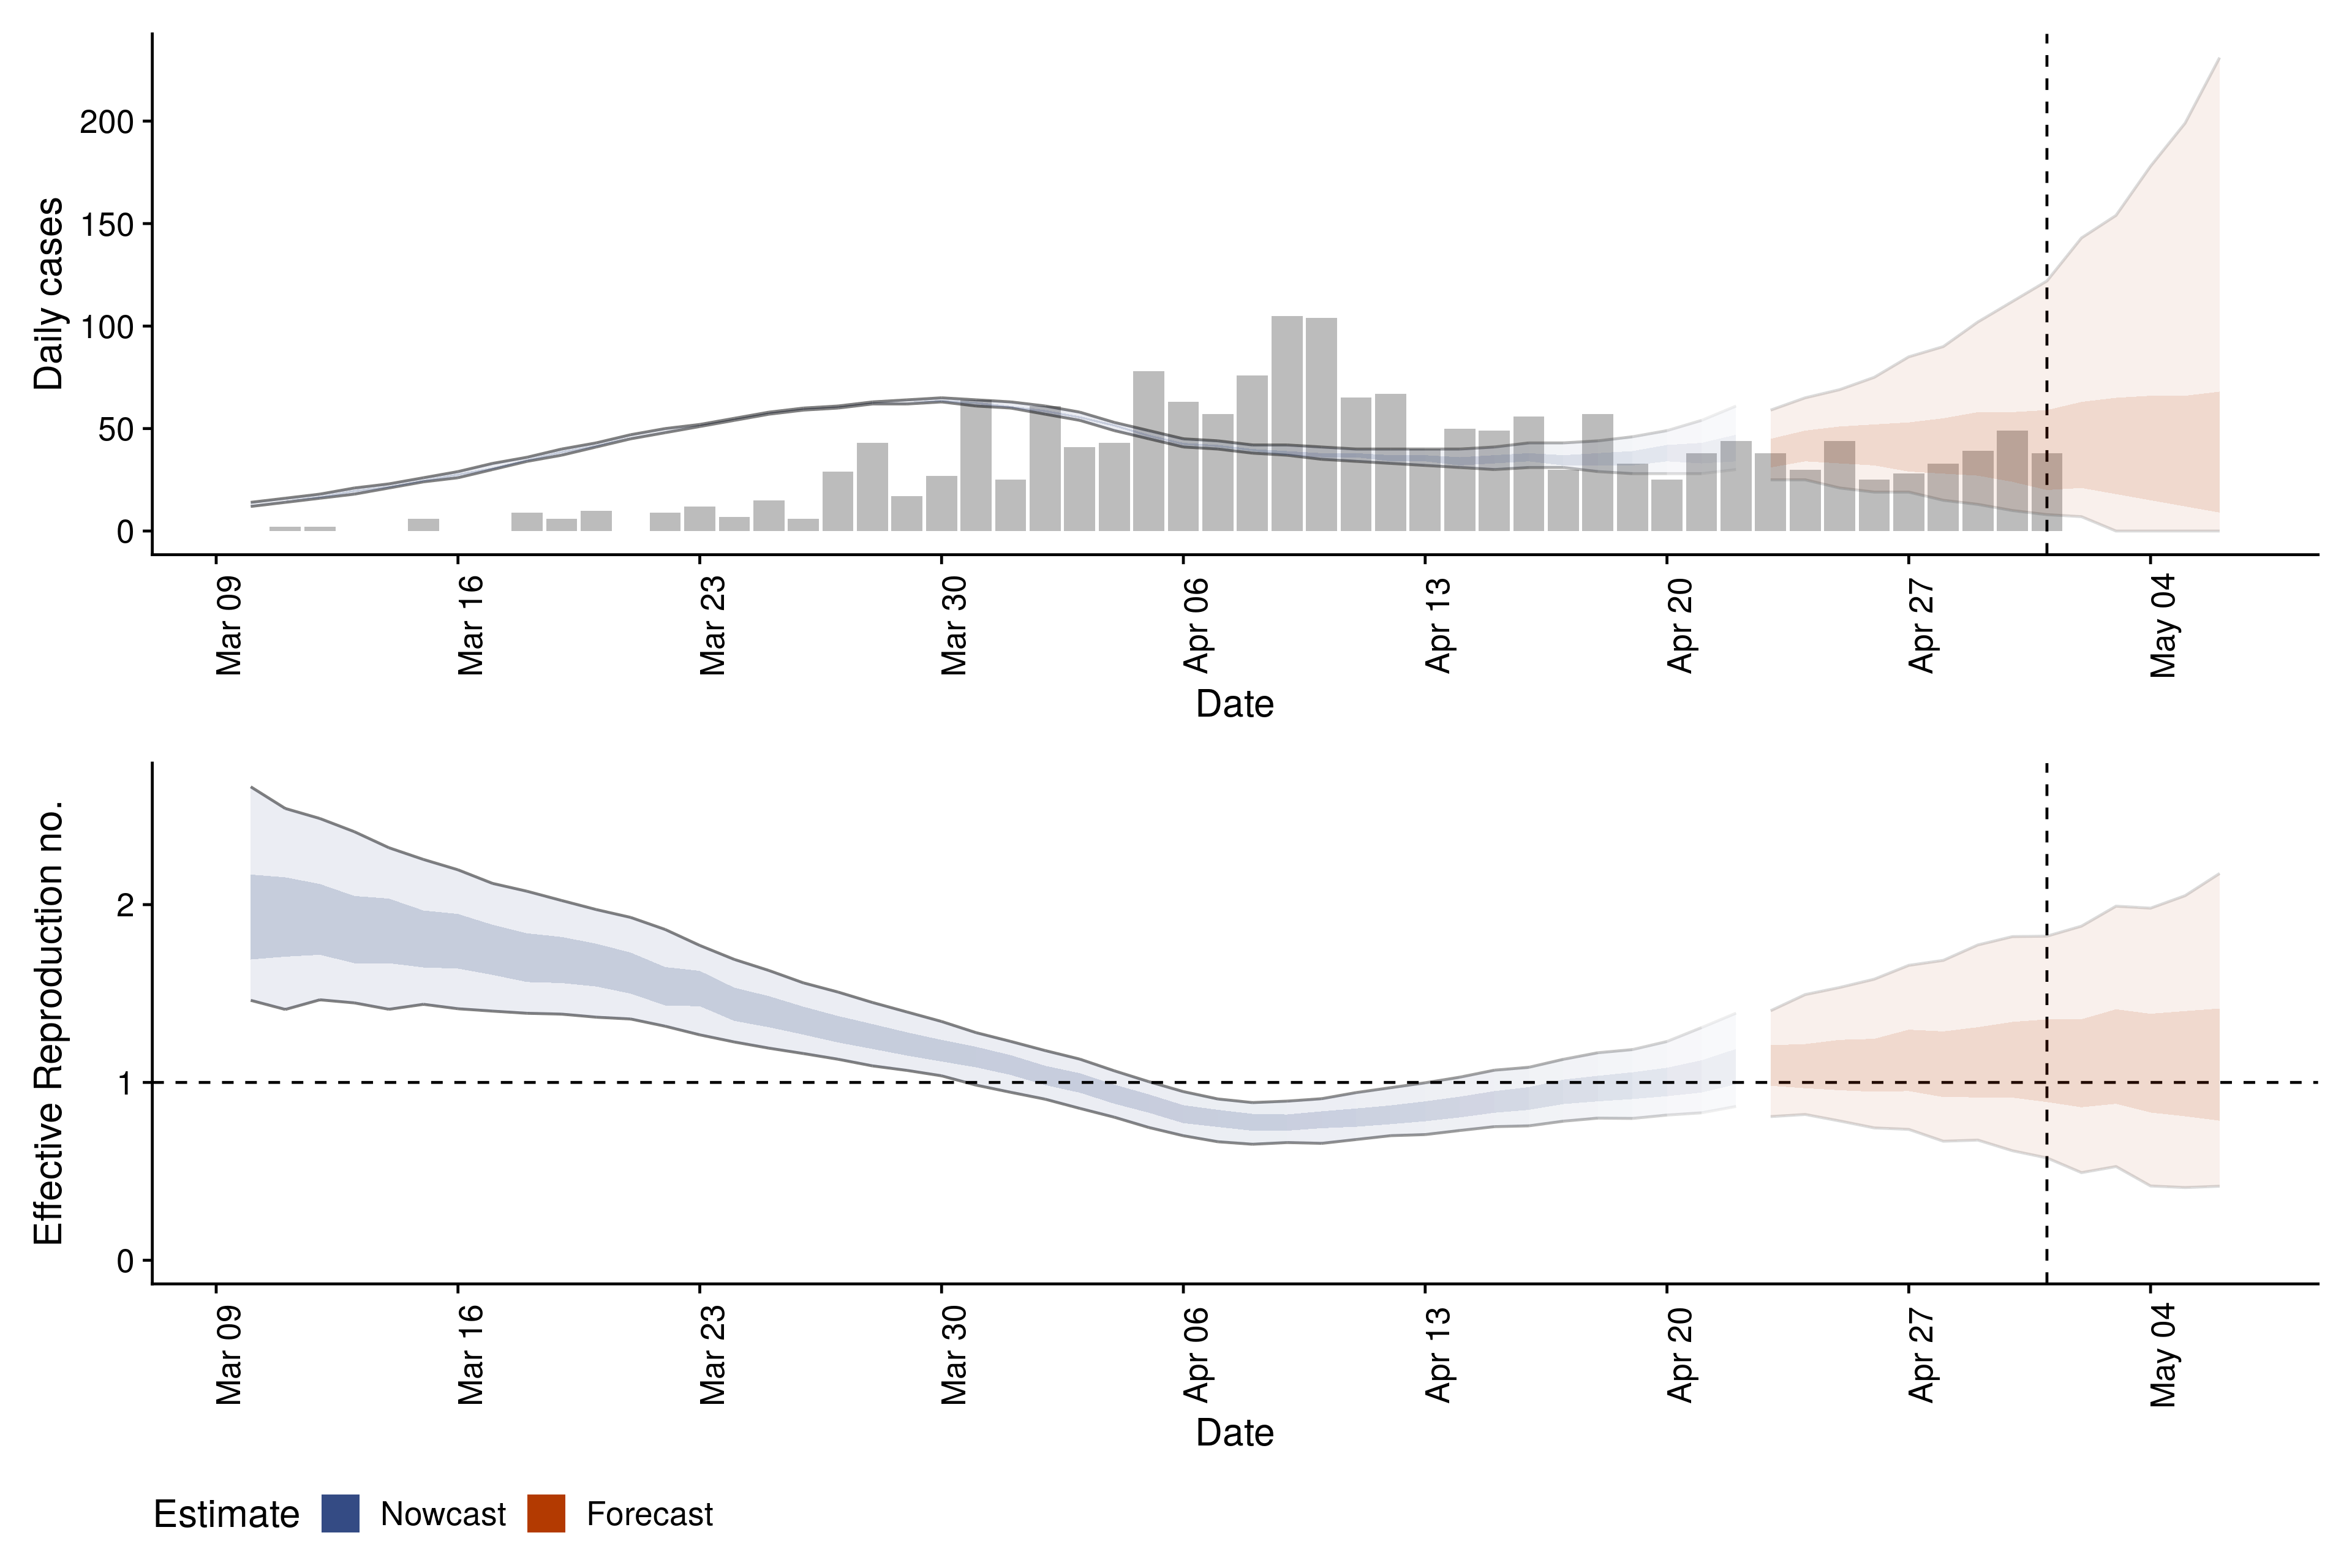 Daily cases
200
150
100
50
0
Mar 09
Mar 16
Mar 23
Mar 30
Apr 06
Apr 13
Apr 20
Apr 27
May 04
Date
Effective Reproduction no.
2
1
0
Mar 09
Mar 16
Mar 23
Mar 30
Apr 06
Apr 13
Apr 20
Apr 27
May 04
Date
Estimate Nowcast Forecast